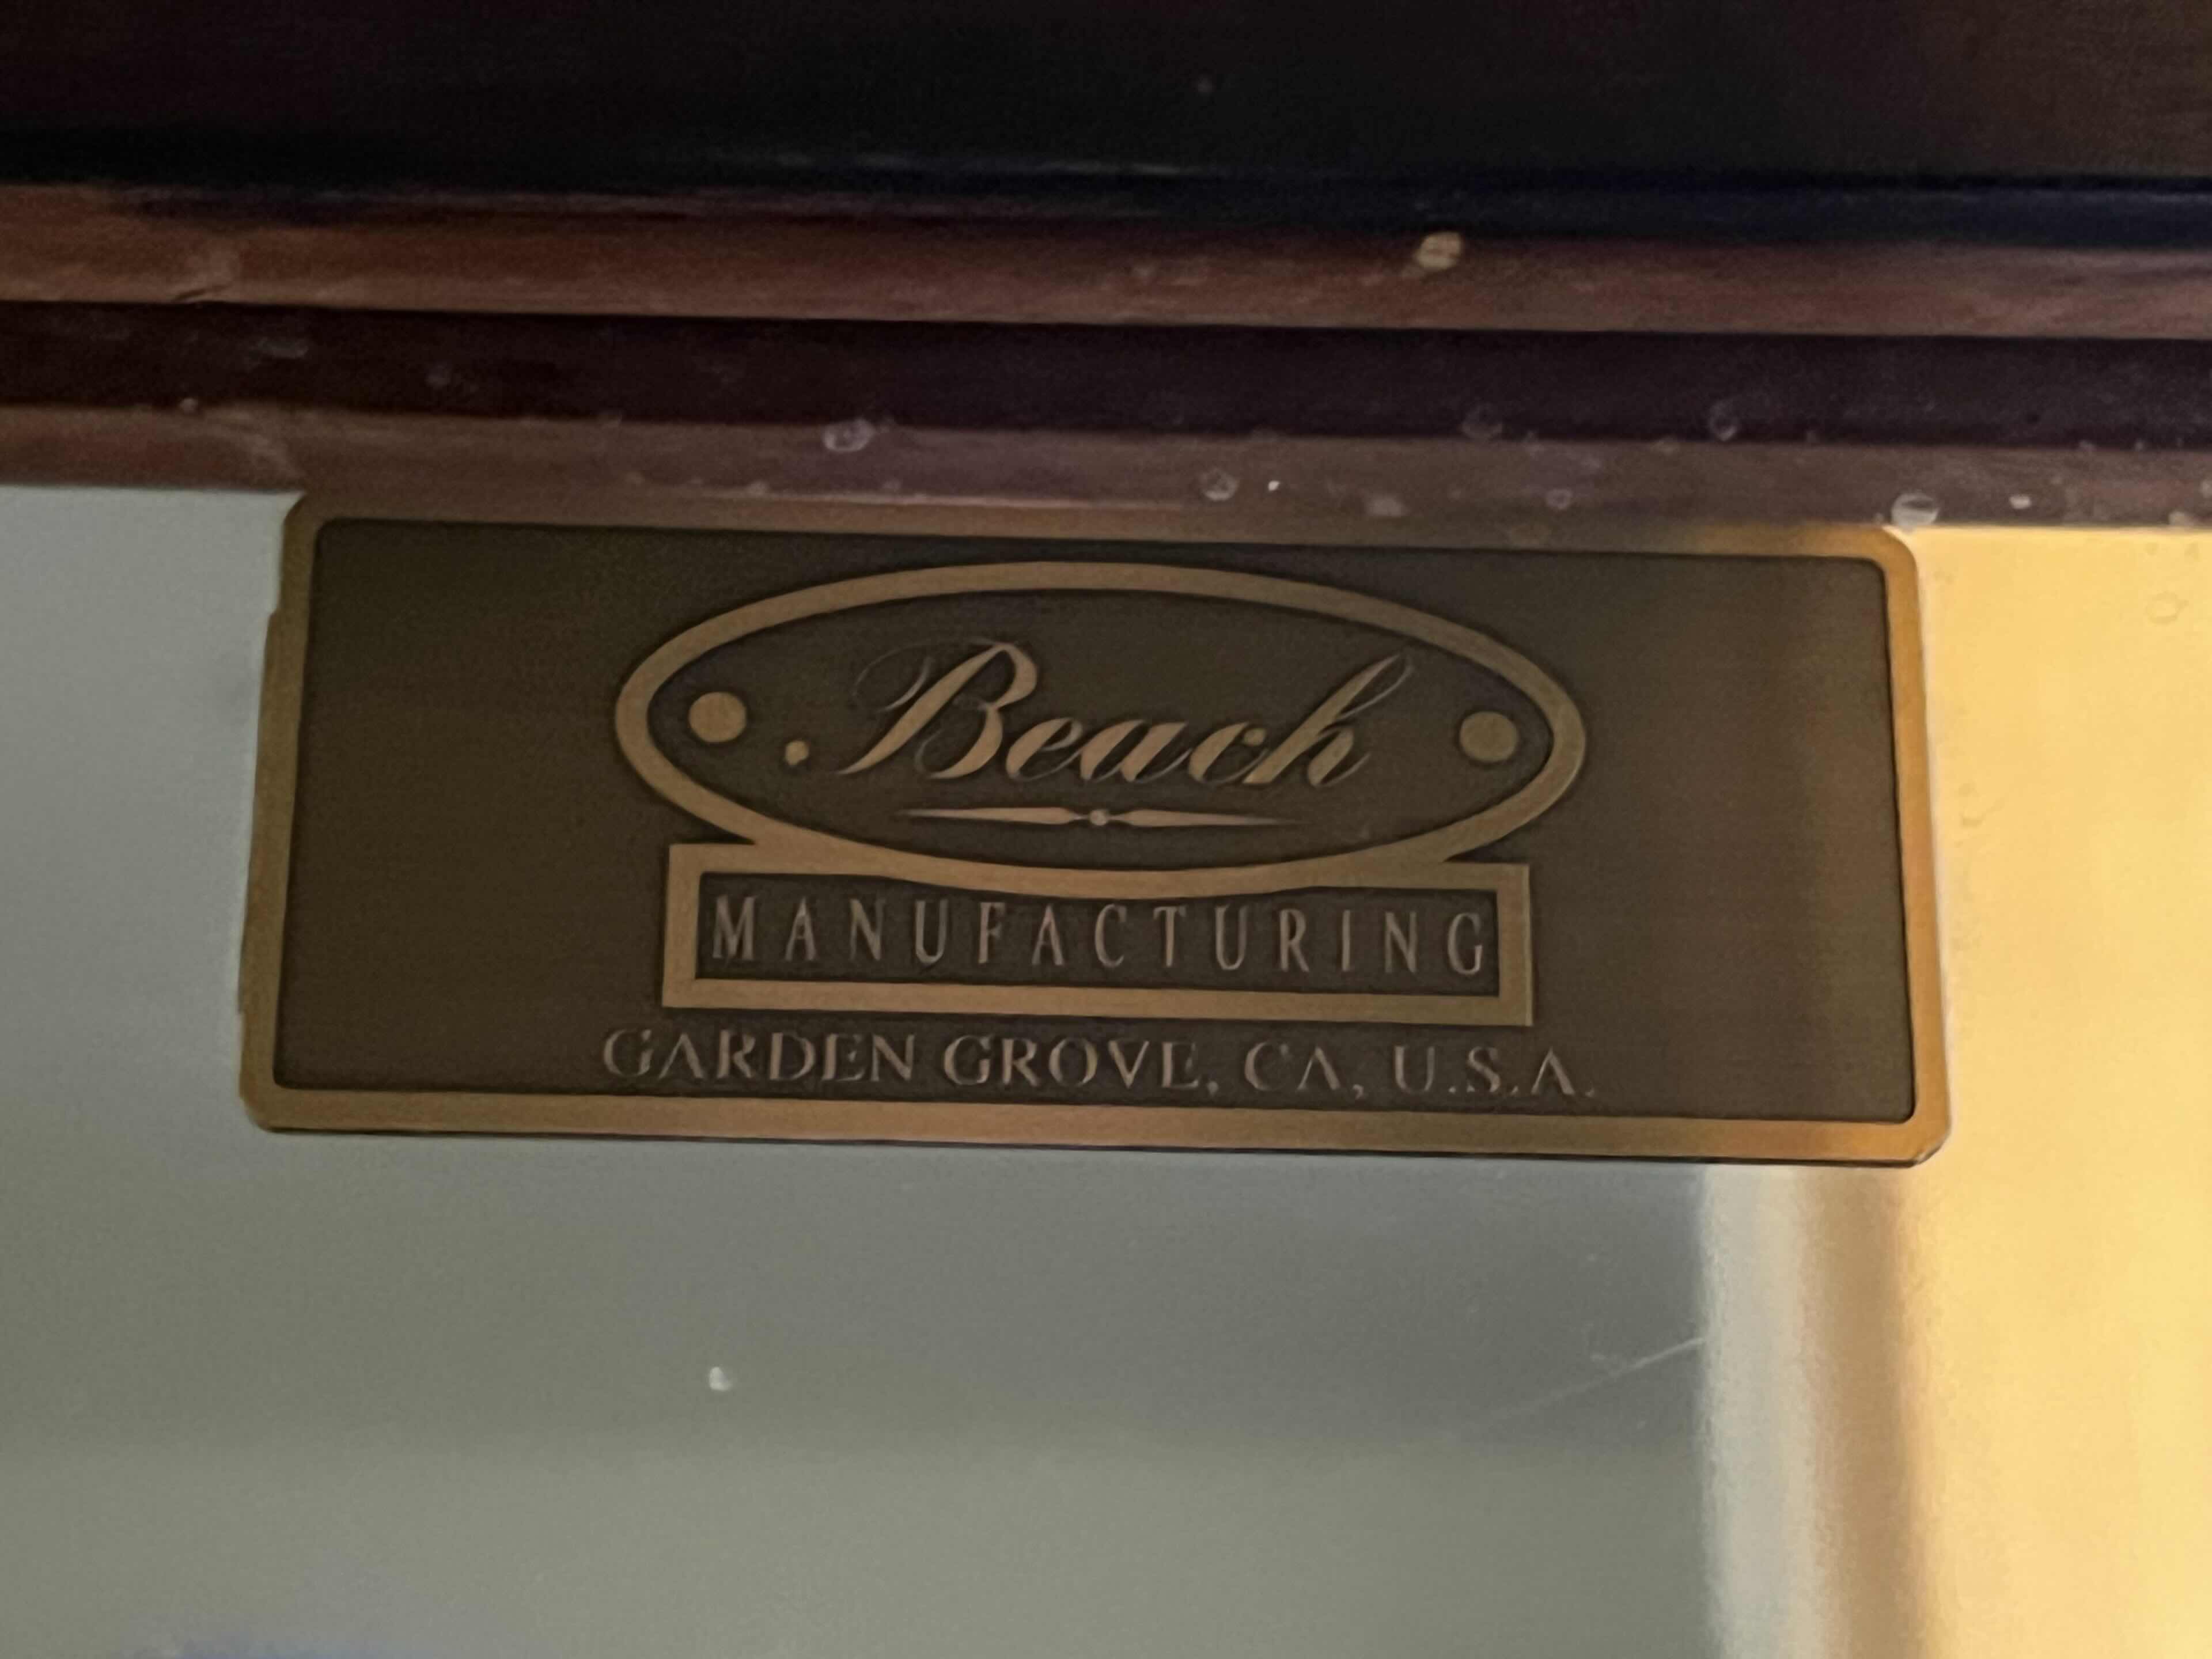 Beach
MANUFACTURING
GARDEN GROVE, CA, U.S.A.